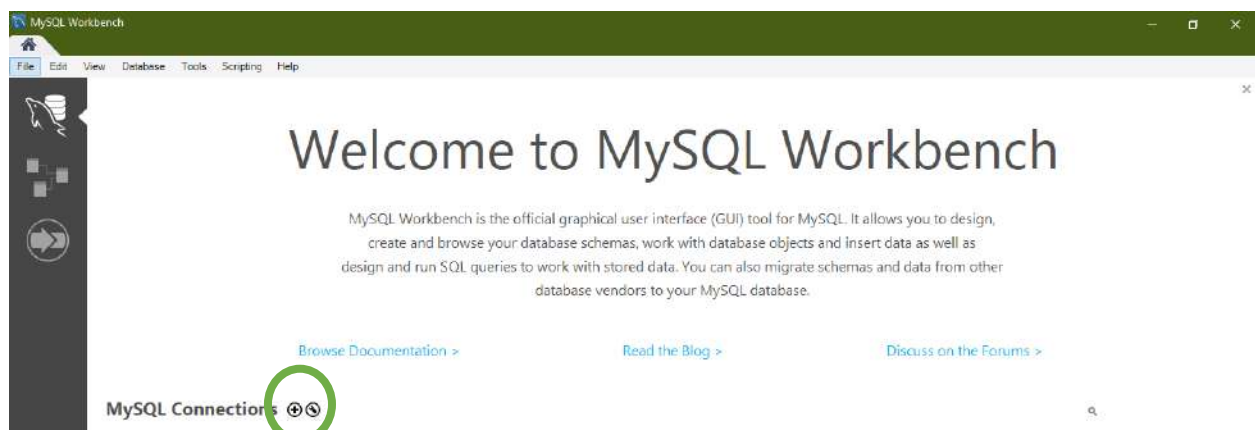 MySQL Workbench
File Edit View Database Tools Scripting Help
Welcome to MySQL Workbench
MySQL Workbench is the official graphical user interface (GUI) tool for MySQL. It allows you to design,
create and browse your database schemas, work with database objects and insert data as well as
design and run SQL queries to work with stored data. You can also migrate schemas and data from other
database vendors to your MySQL database.
Browse Documentation > Read the Blog > Discuss on the Forums >
MySQL Connections